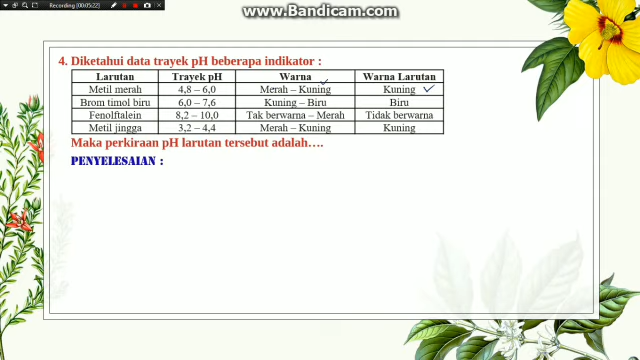 www.Bandicam.com
Recording [00:05:22]
4. Diketahui data trayek pH beberapa indikator :
Larutan Trayek pH Warna Warna Larutan
Metil merah 4,8 – 6,0 Merah – Kuning Kuning
Brom timol biru 6,0 – 7,6 Kuning – Biru Biru
Fenolftalein 8,2 – 10,0 Tak berwarna – Merah Tidak berwarna
Metil jingga 3,2 – 4,4 Merah – Kuning Kuning
Maka perkiraan pH larutan tersebut adalah….
PENYELESAIAN :